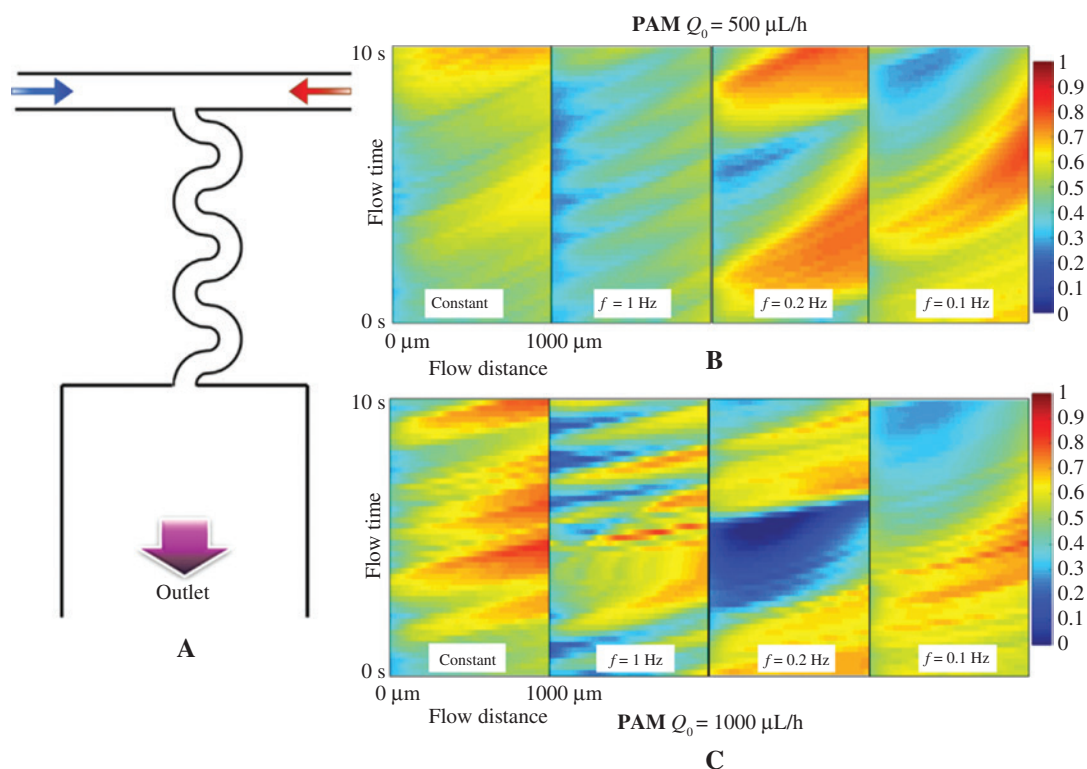 PAM Q₀ = 500 μL/h
10 s
Flow time
0 s
Constant
f = 1 Hz
f = 0.2 Hz
f = 0.1 Hz
1
0.9
0.8
0.7
0.6
0.5
0.4
0.3
0.2
0.1
0
0 μm
1000 μm
Flow distance
B
Outlet
A
10 s
Flow time
0 s
Constant
f = 1 Hz
f = 0.2 Hz
f = 0.1 Hz
1
0.9
0.8
0.7
0.6
0.5
0.4
0.3
0.2
0.1
0
0 μm
1000 μm
Flow distance
PAM Q₀ = 1000 μL/h
C